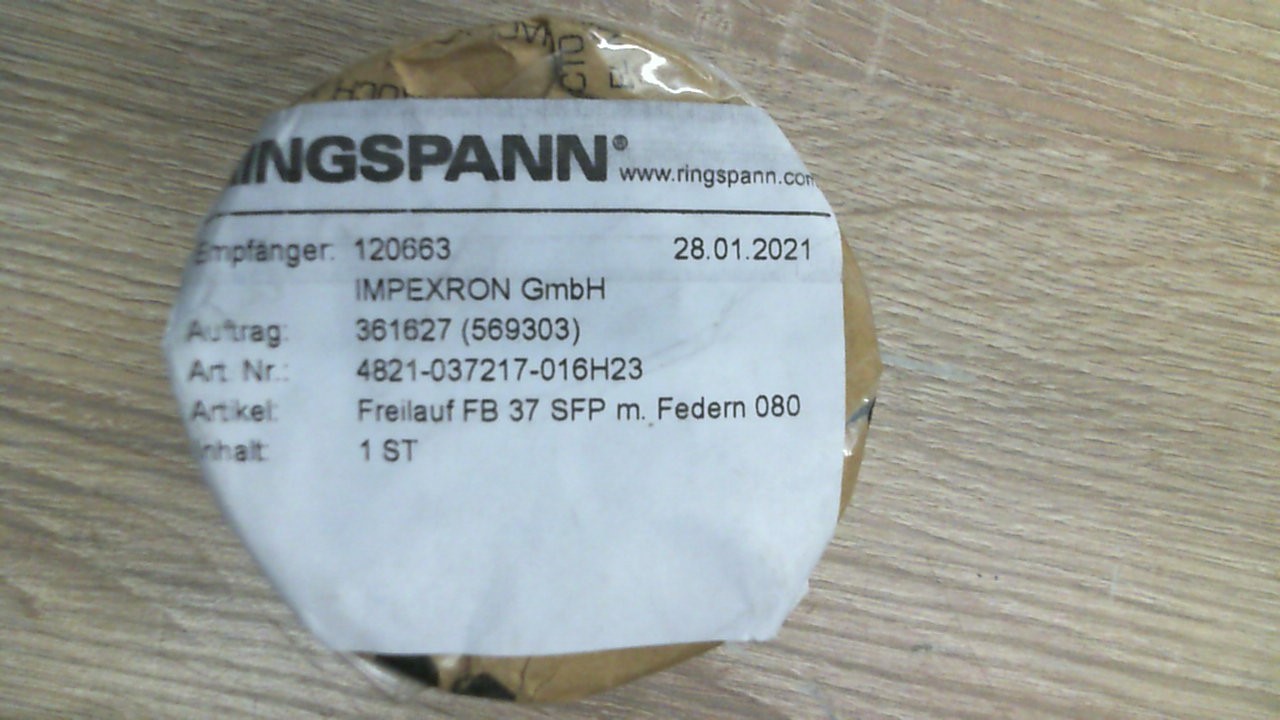 RINGSPANN® www.ringspann.com
Empfänger: 120663 28.01.2021
IMPEXRON GmbH
Auftrag: 361627 (569303)
Art. Nr.: 4821-037217-016H23
Artikel: Freilauf FB 37 SFP m. Federn 080
Inhalt: 1 ST